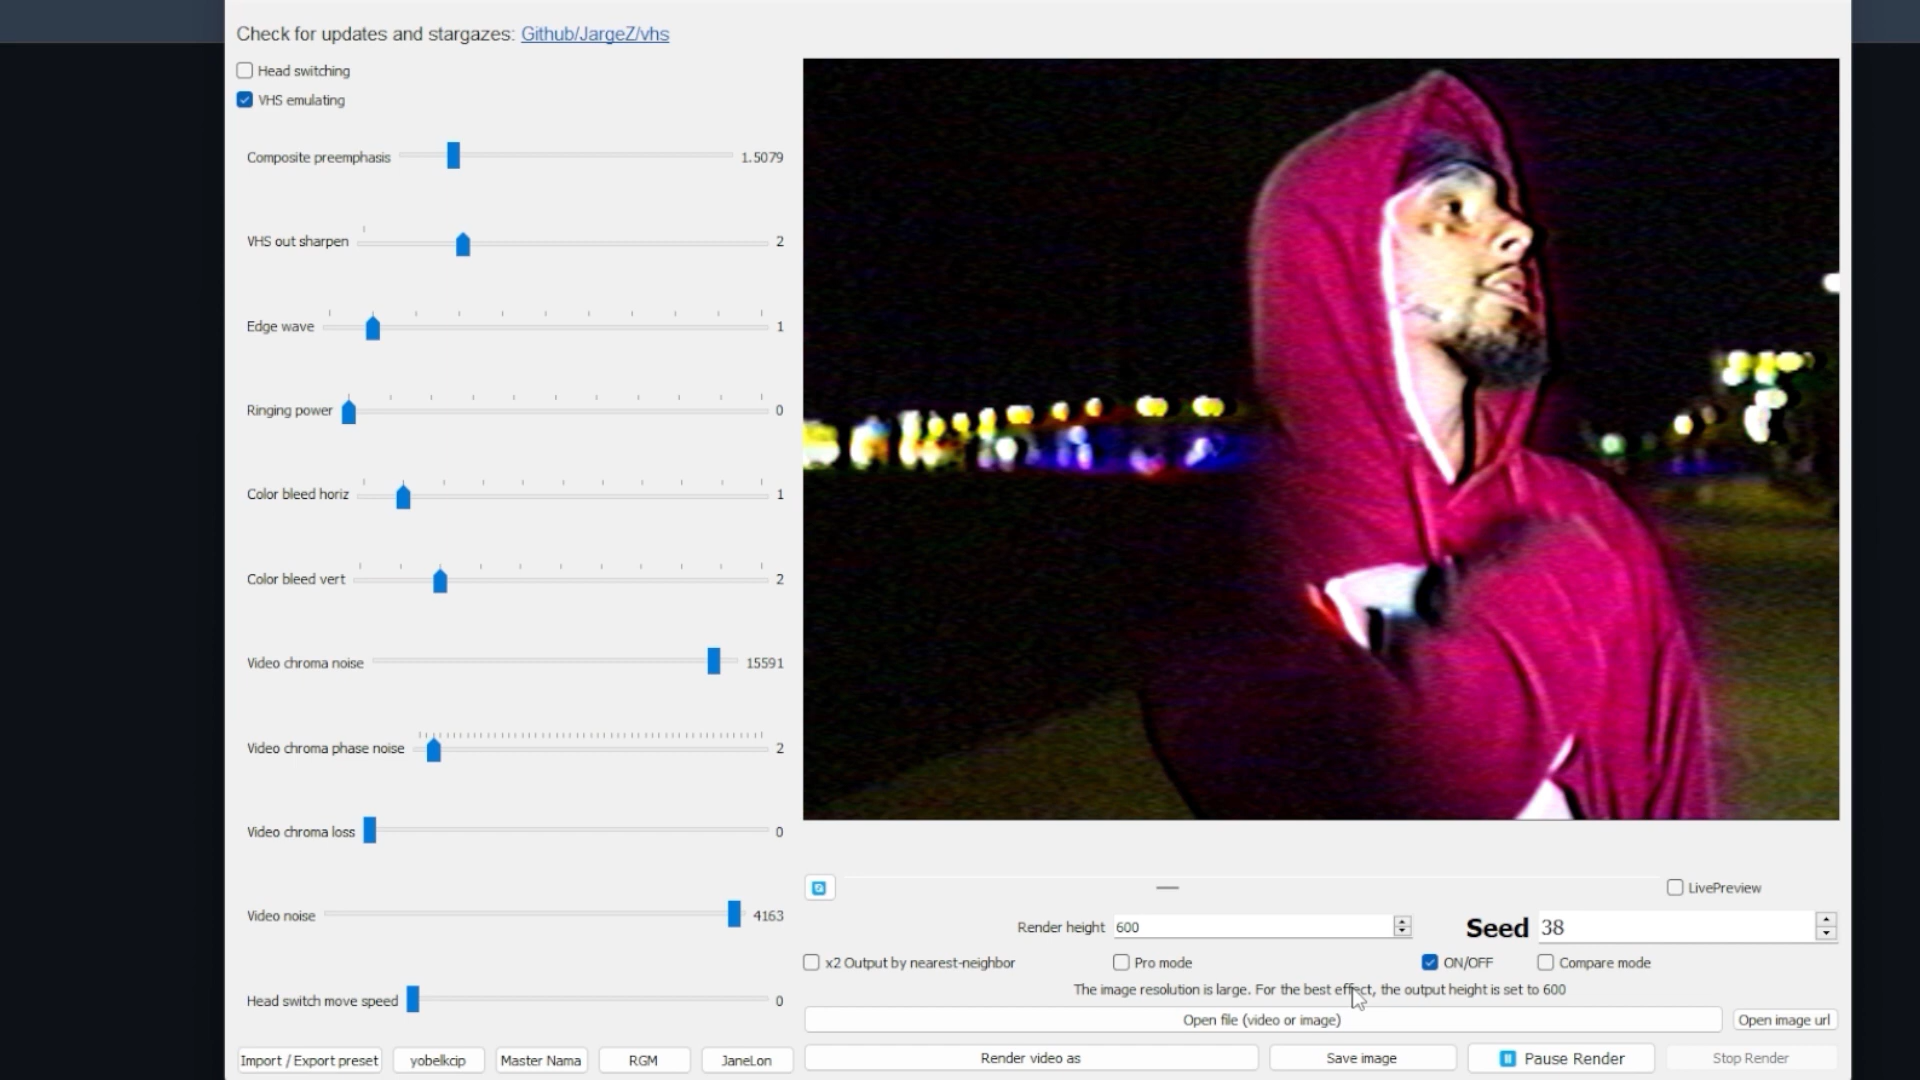 Check for updates and stargazes: Github/JargeZ/vhs
Head switching
VHS emulating
Composite preemphasis 1.5079
VHS out sharpen 2
Edge wave 1
Ringing power 0
Color bleed horiz 1
Color bleed vert 2
Video chroma noise 15591
Video chroma phase noise 2
Video chroma loss 0
Video noise 4163
Head switch move speed 0
Import / Export preset yobelkcip Master Nama RGM JaneLon
LivePreview
Render height 600 Seed 38
x2 Output by nearest-neighbor Pro mode ON/OFF Compare mode
The image resolution is large. For the best effect, the output height is set to 600
Open file (video or image) Open image url
Render video as Save image Pause Render Stop Render